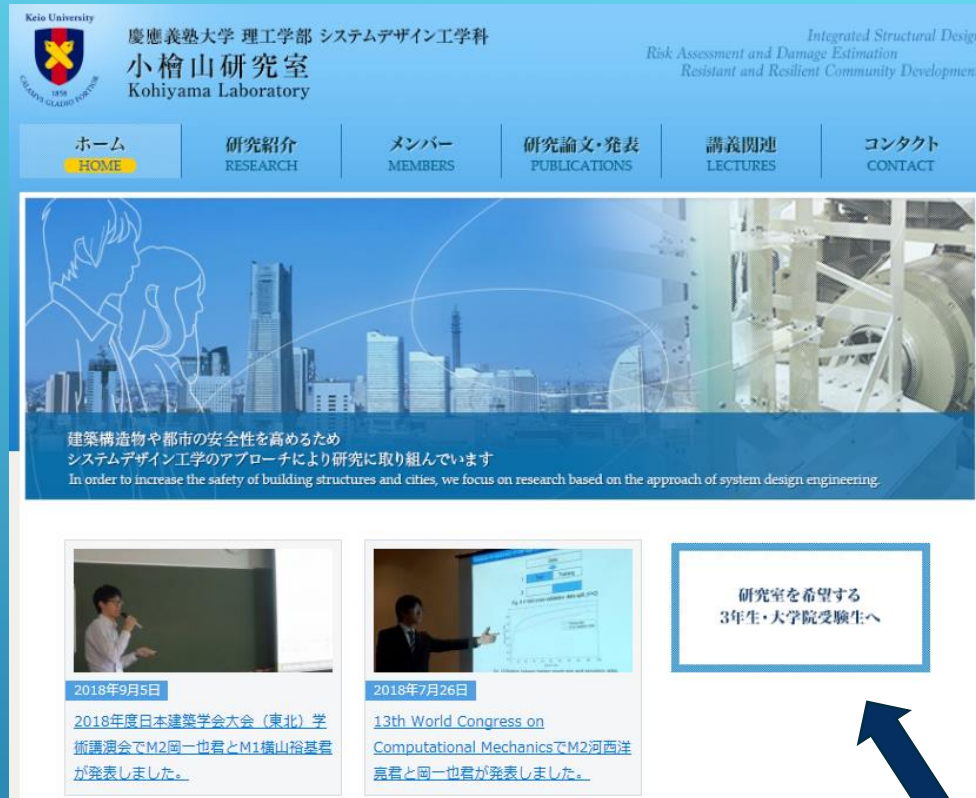 Keio University
1858
CALAMVS GLADIO FORTIOR
慶應義塾大学 理工学部 システムデザイン工学科
小檜山研究室
Kohiyama Laboratory
Integrated Structural Design
Risk Assessment and Damage Estimation
Resistant and Resilient Community Development
ホーム
HOME
研究紹介
RESEARCH
メンバー
MEMBERS
研究論文・発表
PUBLICATIONS
講義関連
LECTURES
コンタクト
CONTACT
建築構造物や都市の安全性を高めるため
システムデザイン工学のアプローチにより研究に取り組んでいます
In order to increase the safety of building structures and cities, we focus on research based on the approach of system design engineering.
2018年9月5日
2018年度日本建築学会大会（東北）学
術講演会でM2岡一也君とM1横山裕基君
が発表しました。
2018年7月26日
13th World Congress on
Computational MechanicsでM2河西洋
亮君と岡一也君が発表しました。
研究室を希望する
3年生・大学院受験生へ